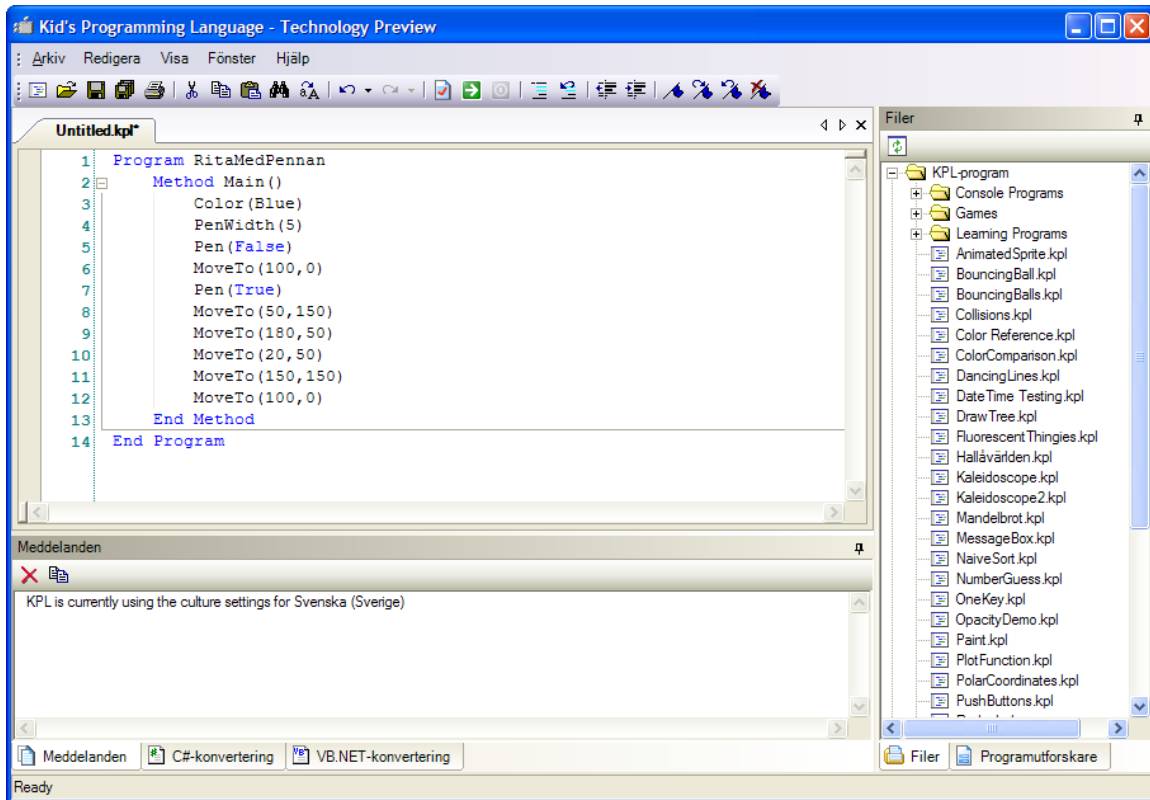 Kid's Programming Language - Technology Preview
Arkiv Redigera Visa Fönster Hjälp
Untitled.kpl*
1 Program RitaMedPennan
2 Method Main()
3 Color(Blue)
4 PenWidth(5)
5 Pen(False)
6 MoveTo(100,0)
7 Pen(True)
8 MoveTo(50,150)
9 MoveTo(180,50)
10 MoveTo(20,50)
11 MoveTo(150,150)
12 MoveTo(100,0)
13 End Method
14 End Program
Filer
KPL-program
Console Programs
Games
Learning Programs
AnimatedSprite.kpl
BouncingBall.kpl
BouncingBalls.kpl
Collisions.kpl
Color Reference.kpl
ColorComparison.kpl
DancingLines.kpl
DateTime Testing.kpl
DrawTree.kpl
FluorescentThingies.kpl
Hallåvärlden.kpl
Kaleidoscope.kpl
Kaleidoscope2.kpl
Mandelbrot.kpl
MessageBox.kpl
NaiveSort.kpl
NumberGuess.kpl
OneKey.kpl
OpacityDemo.kpl
Paint.kpl
PlotFunction.kpl
PolarCoordinates.kpl
PushButtons.kpl
Filer Programutforskare
Meddelanden
KPL is currently using the culture settings for Svenska (Sverige)
Meddelanden C#-konvertering VB.NET-konvertering
Ready